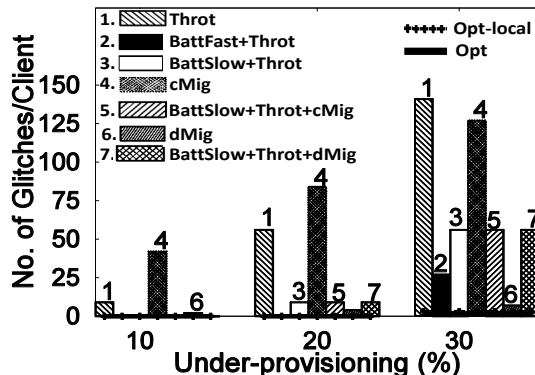 1. Throt
2. BattFast+Throt
3. BattSlow+Throt
4. cMig
5. BattSlow+Throt+cMig
6. dMig
7. BattSlow+Throt+dMig
Opt-local
Opt
No. of Glitches/Client
150
125
100
75
50
25
0
1
4
6
1
3
4
5
7
1
2
3
4
5
6
7
10
20
30
Under-provisioning (%)